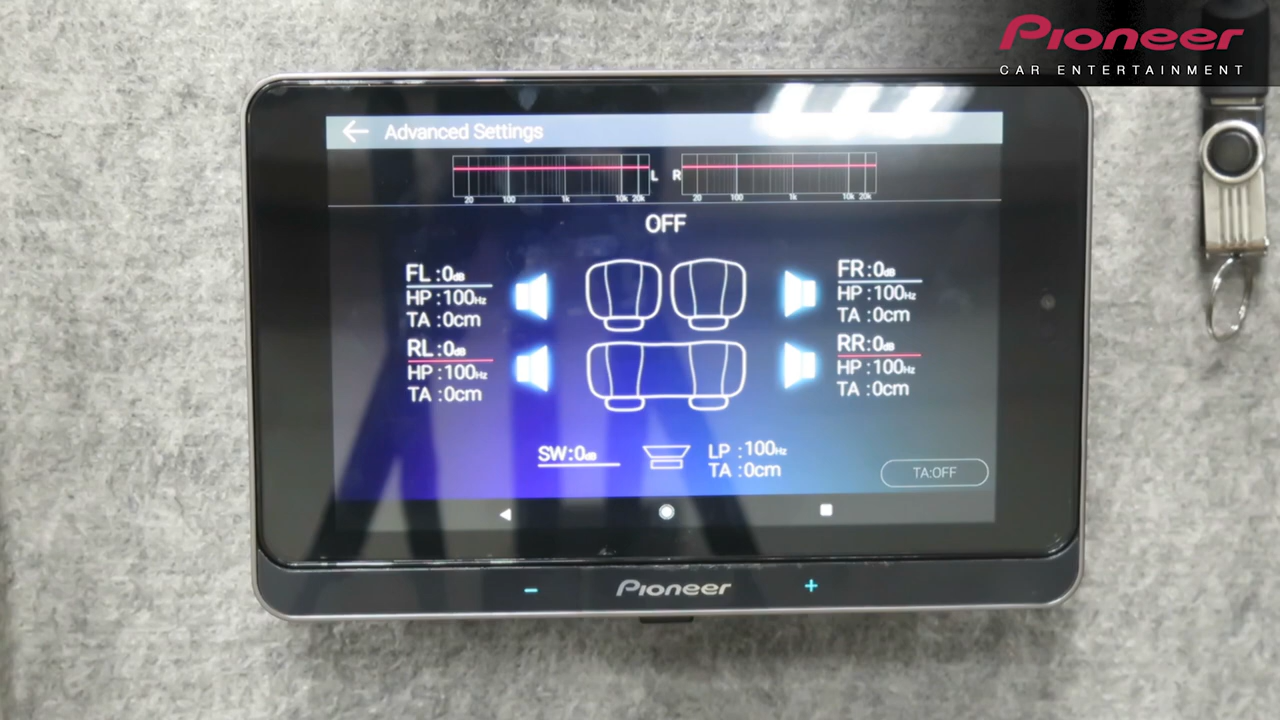 Pioneer
CAR ENTERTAINMENT
Advanced Settings
L R
20 100 1k 10k 20k
20 100 1k 10k 20k
OFF
FL :0dB
HP :100Hz
TA :0cm
RL :0dB
HP :100Hz
TA :0cm
FR :0dB
HP :100Hz
TA :0cm
RR:0dB
HP :100Hz
TA :0cm
SW:0dB
LP :100Hz
TA :0cm
TA:OFF
- Pioneer +